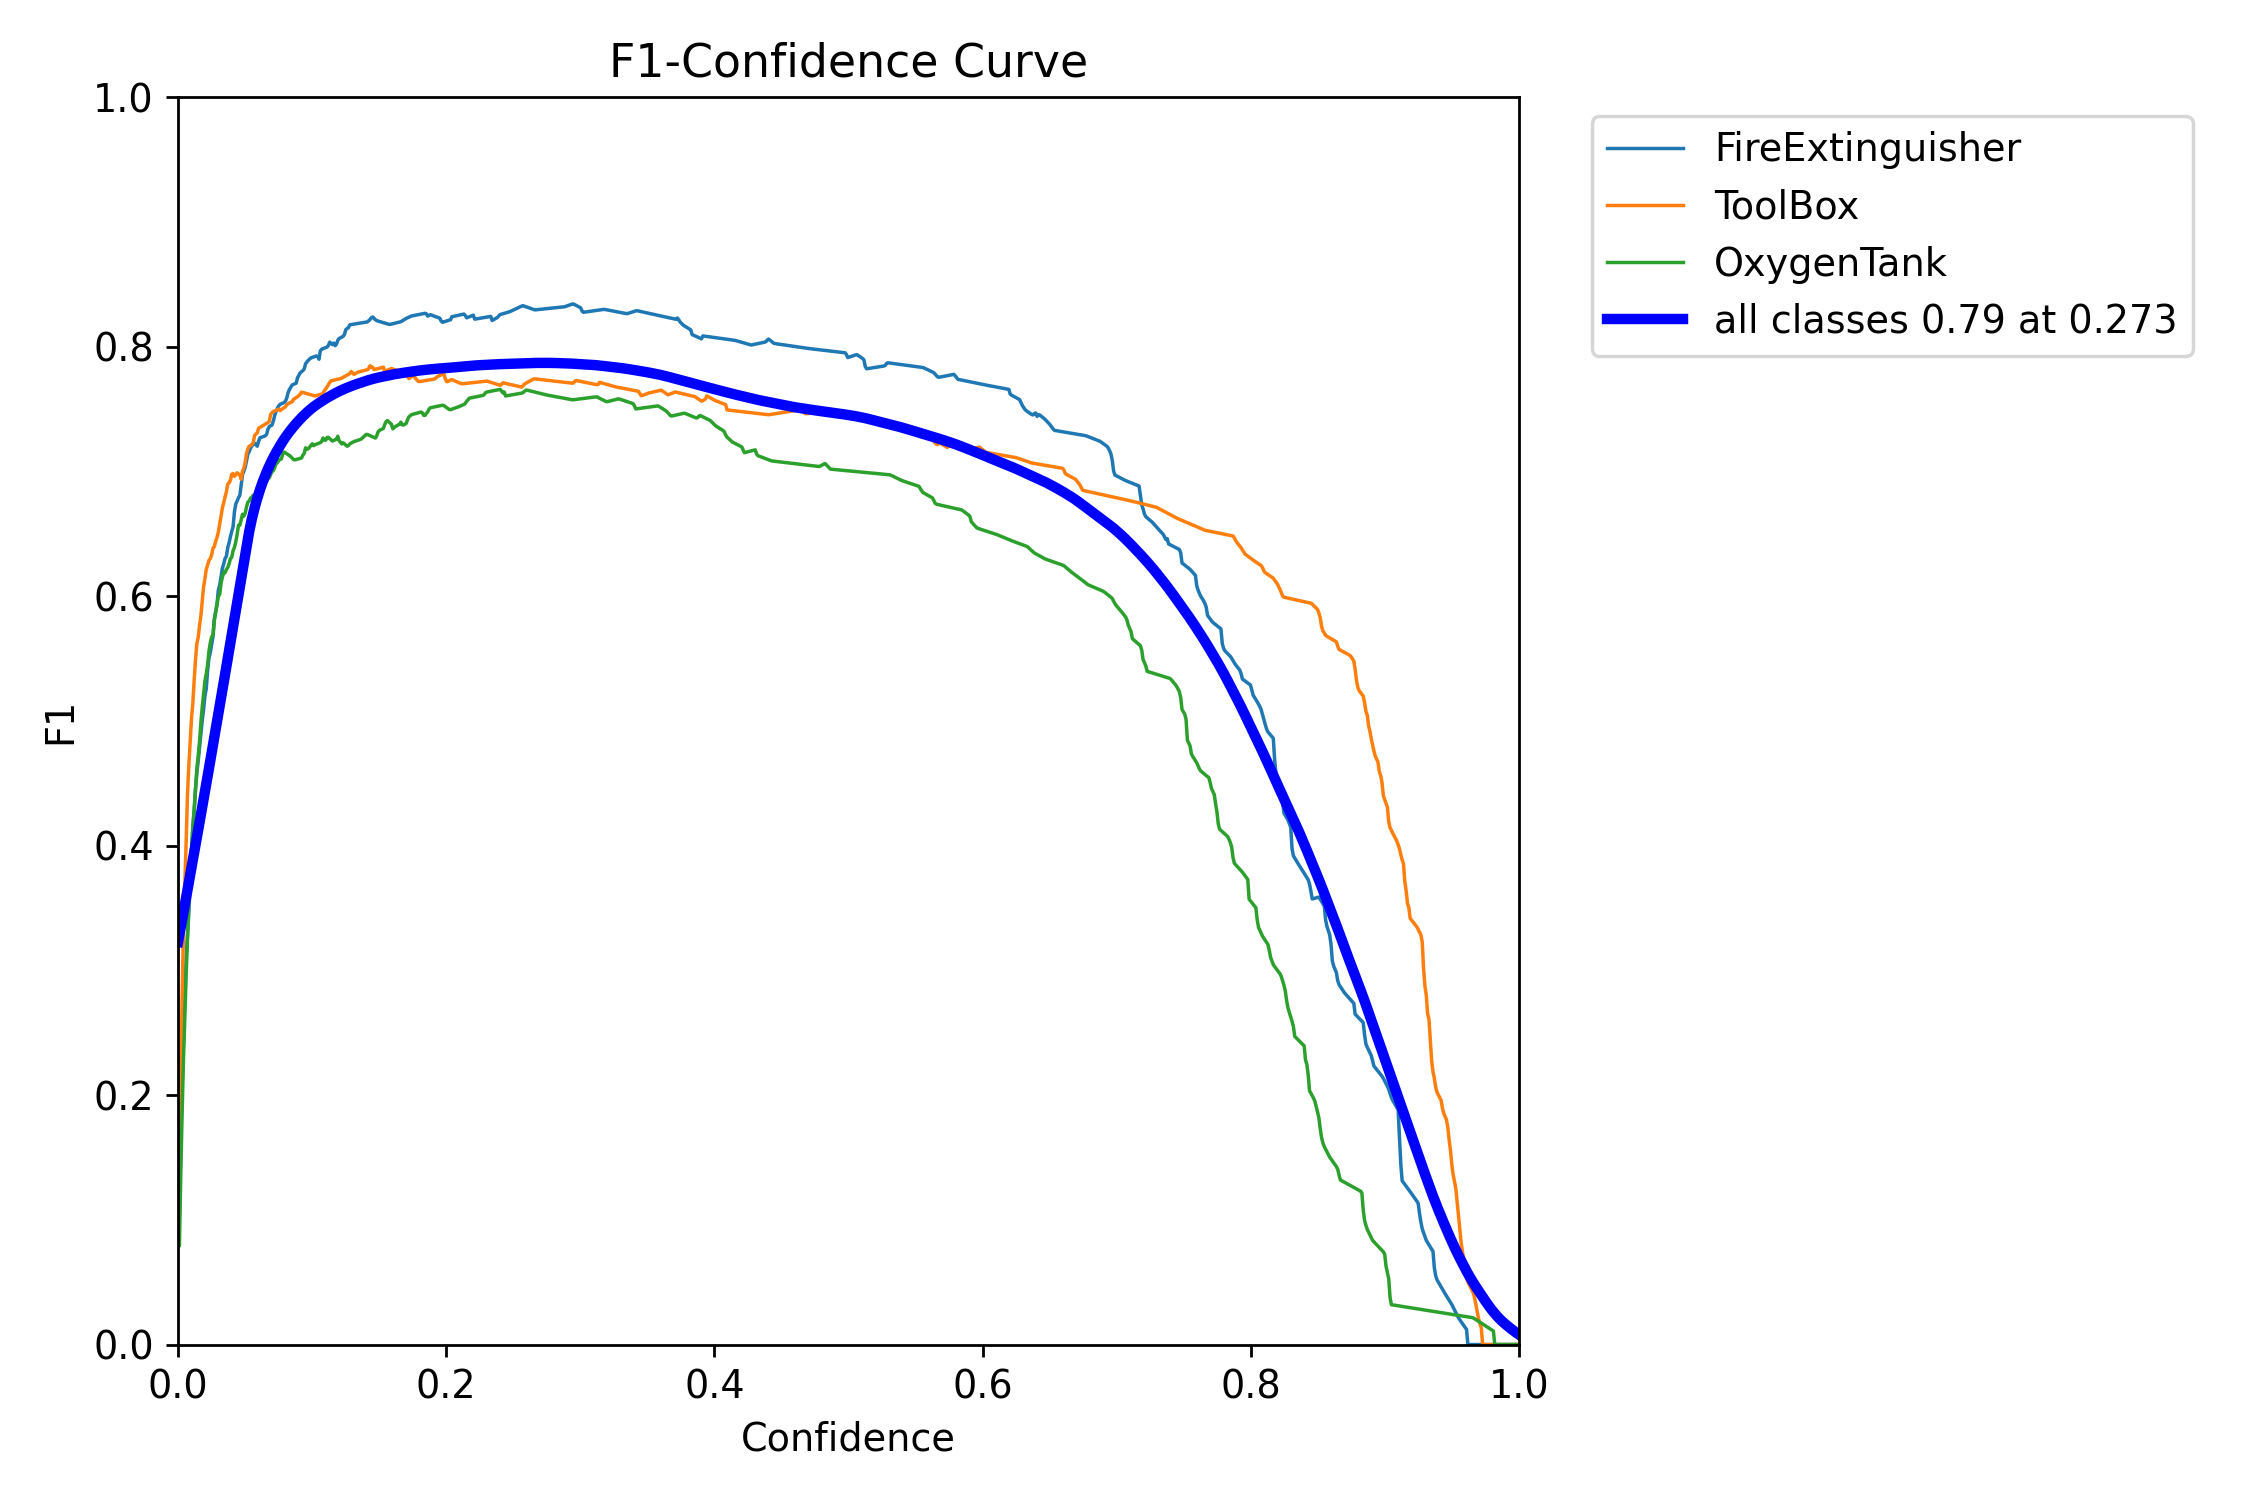 F1-Confidence Curve
1.0
0.8
0.6
0.4
0.2
0.0
F1
0.0 0.2 0.4 0.6 0.8 1.0
Confidence
FireExtinguisher
ToolBox
OxygenTank
all classes 0.79 at 0.273